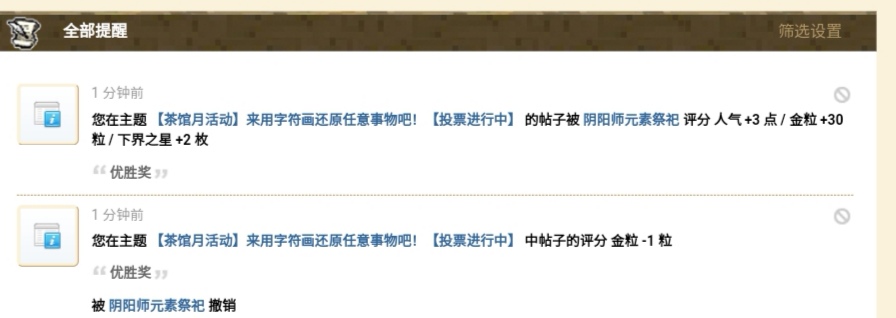 全部提醒
筛选设置
1 分钟前
您在主题 【茶馆月活动】来用字符画还原任意事物吧！【投票进行中】 的帖子被 阴阳师元素祭祀 评分 人气 +3 点 / 金粒 +30
粒 / 下界之星 +2 枚
“ 优胜奖 ”
1 分钟前
您在主题 【茶馆月活动】来用字符画还原任意事物吧！【投票进行中】 中帖子的评分 金粒 -1 粒
“ 优胜奖 ”
被 阴阳师元素祭祀 撤销